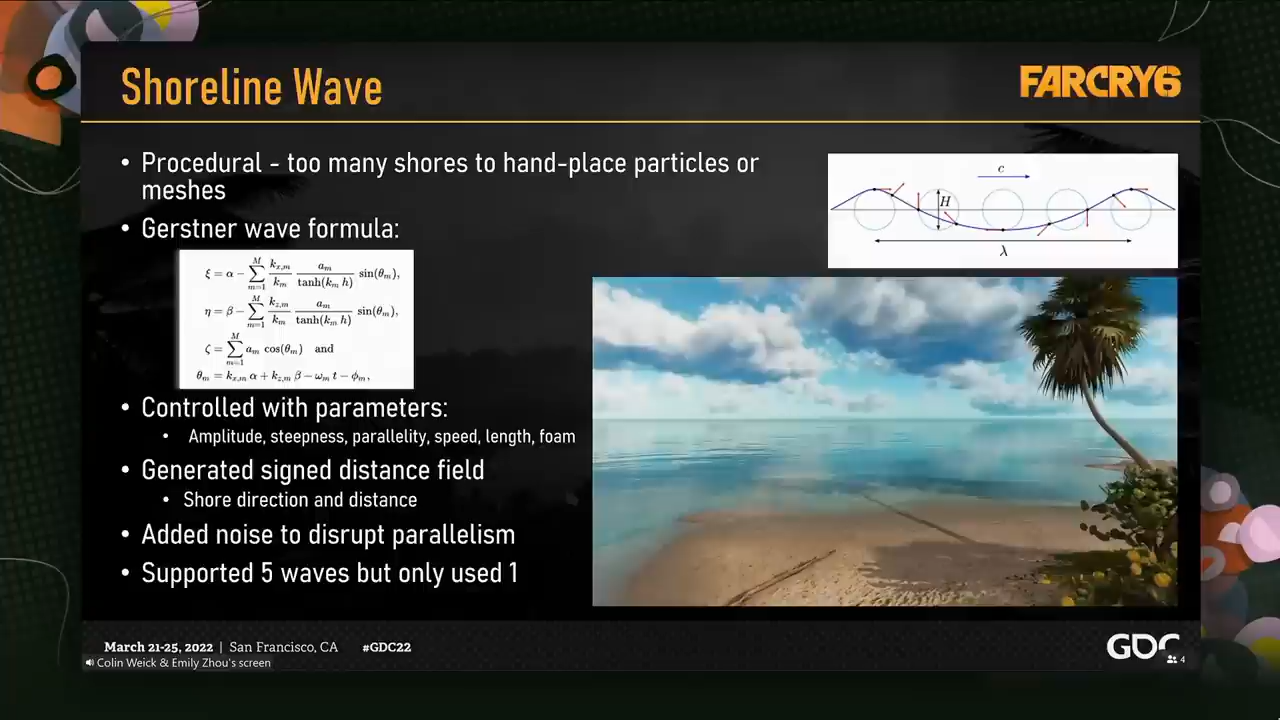 Shoreline Wave
FARCRY6
• Procedural - too many shores to hand-place particles or
meshes
• Gerstner wave formula:
ξ = α − ∑_{m=1}^{M} (k_{x,m} / k_m) (a_m / tanh(k_m h)) sin(θ_m),
η = β − ∑_{m=1}^{M} (k_{z,m} / k_m) (a_m / tanh(k_m h)) sin(θ_m),
ζ = ∑_{m=1}^{M} a_m cos(θ_m) and
θ_m = k_{x,m} α + k_{z,m} β − ω_m t − ϕ_m,
c
H
λ
• Controlled with parameters:
• Amplitude, steepness, parallelity, speed, length, foam
• Generated signed distance field
• Shore direction and distance
• Added noise to disrupt parallelism
• Supported 5 waves but only used 1
March 21-25, 2022 | San Francisco, CA #GDC22
GDC
Colin Weick & Emily Zhou's screen
4